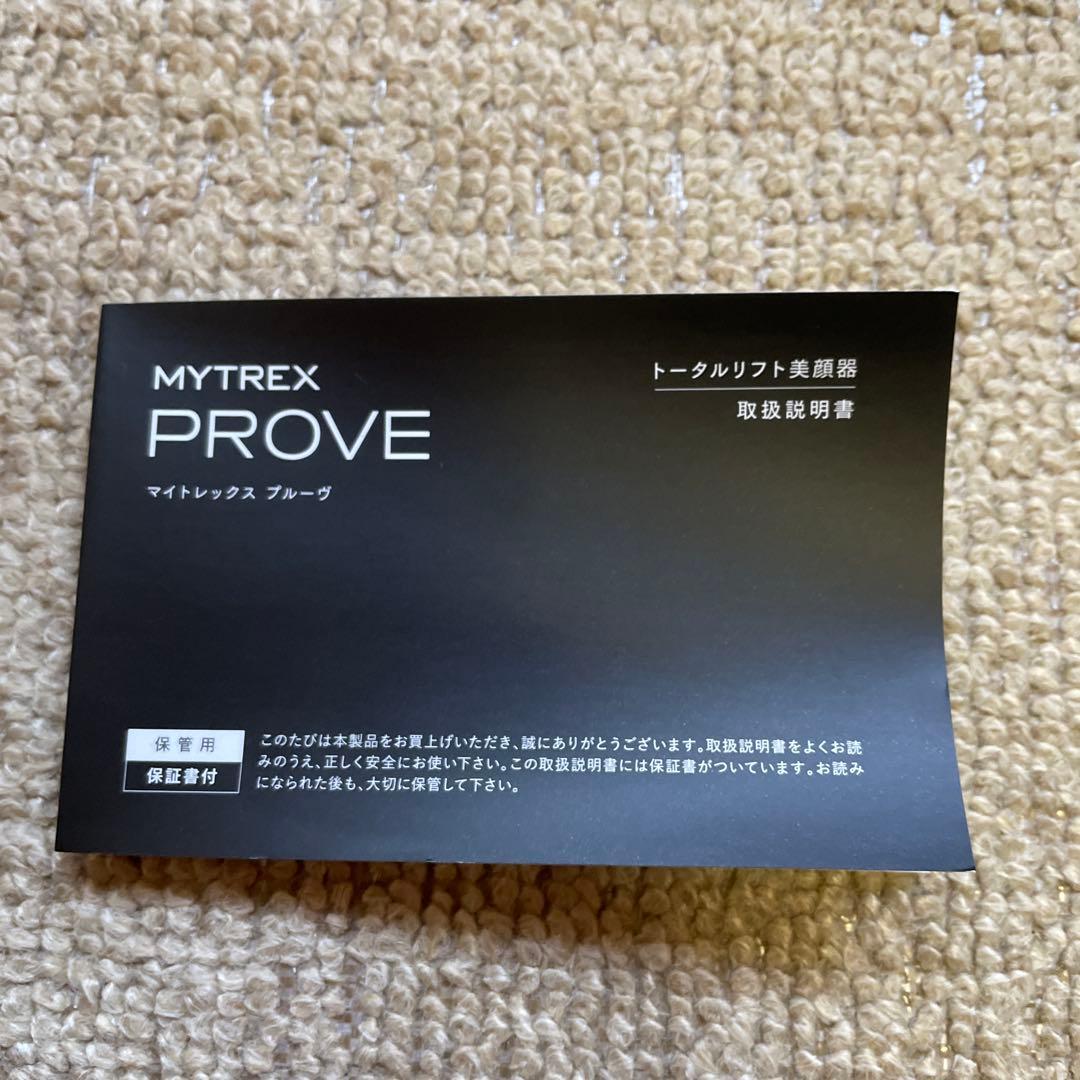 MYTREX
PROVE
マイトレックス プルーヴ
トータルリフト美顔器
取扱説明書
保管用
保証書付
このたびは本製品をお買上げいただき、誠にありがとうございます。取扱説明書をよくお読
みのうえ、正しく安全にお使い下さい。この取扱説明書には保証書がついています。お読み
になられた後も、大切に保管して下さい。